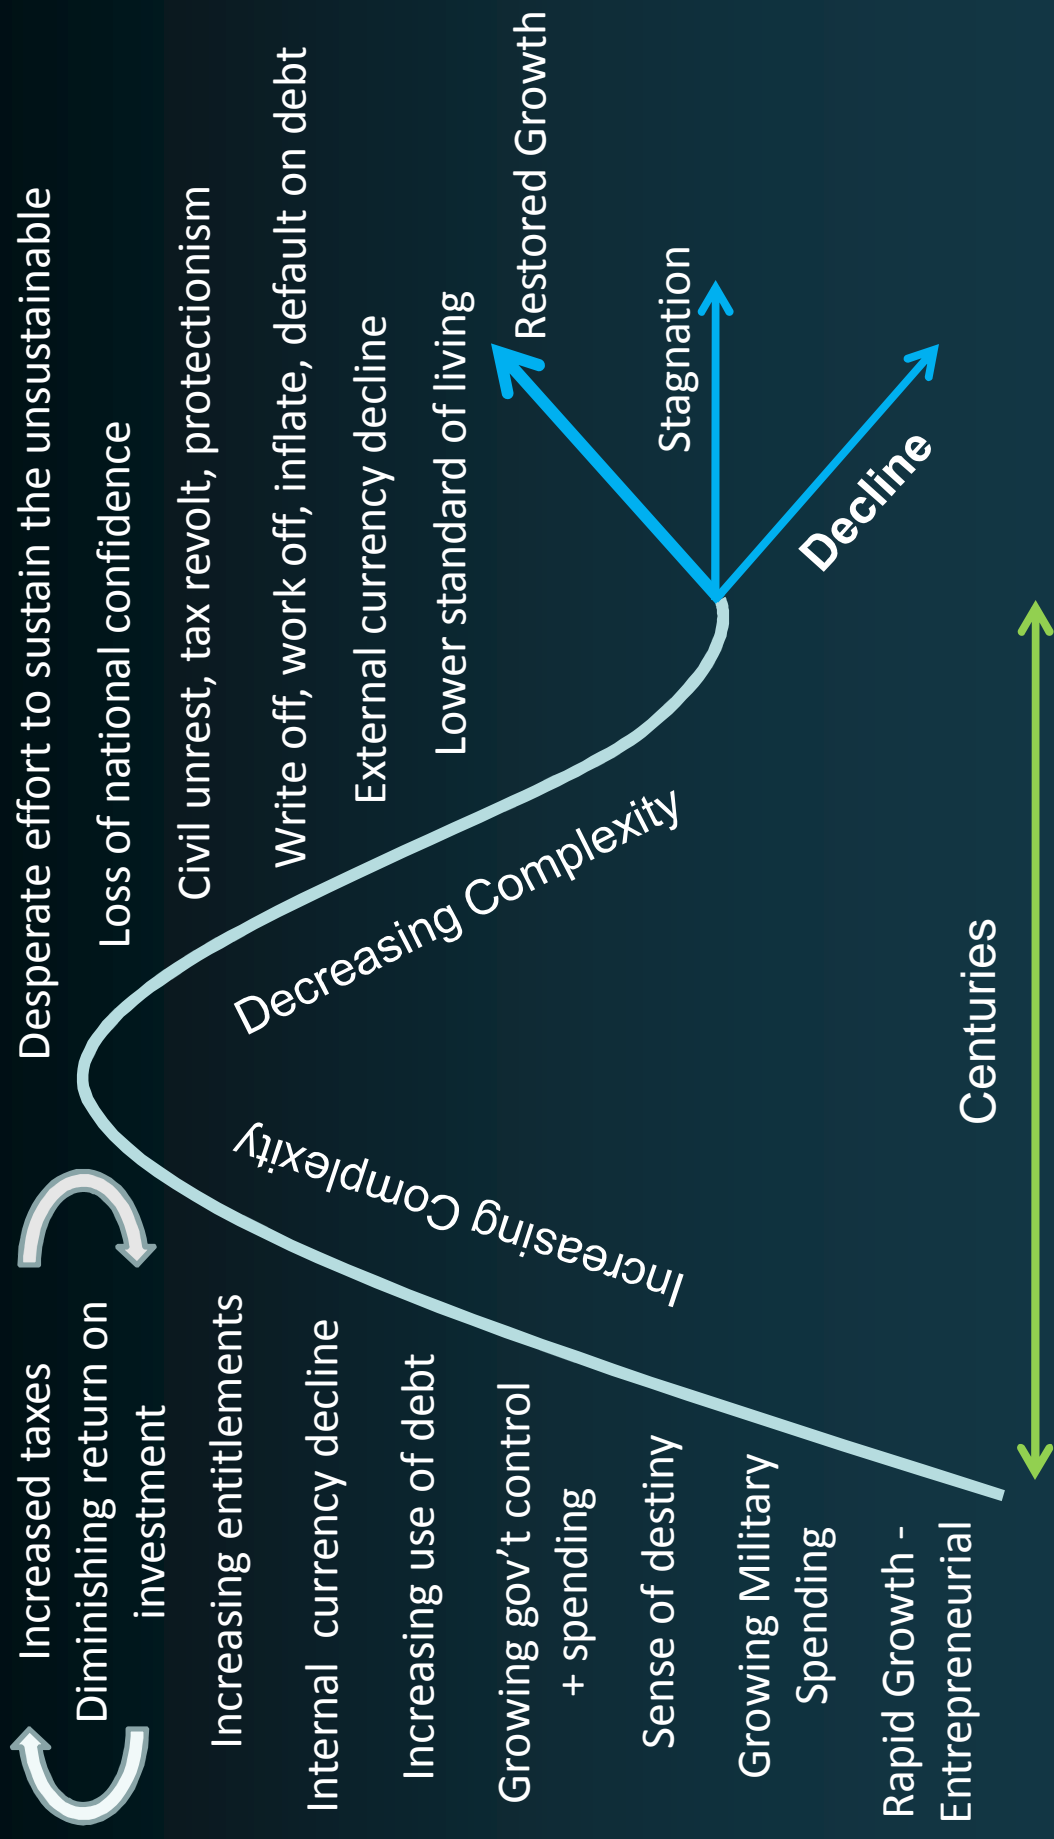 Increased taxes
Diminishing return on
investment
Increasing entitlements
Internal currency decline
Increasing use of debt
Growing gov't control
+ spending
Sense of destiny
Growing Military
Spending
Rapid Growth -
Entrepreneurial
Increasing Complexity
Decreasing Complexity
Desperate effort to sustain the unsustainable
Loss of national confidence
Civil unrest, tax revolt, protectionism
Write off, work off, inflate, default on debt
External currency decline
Lower standard of living
Restored Growth
Stagnation
Decline
Centuries